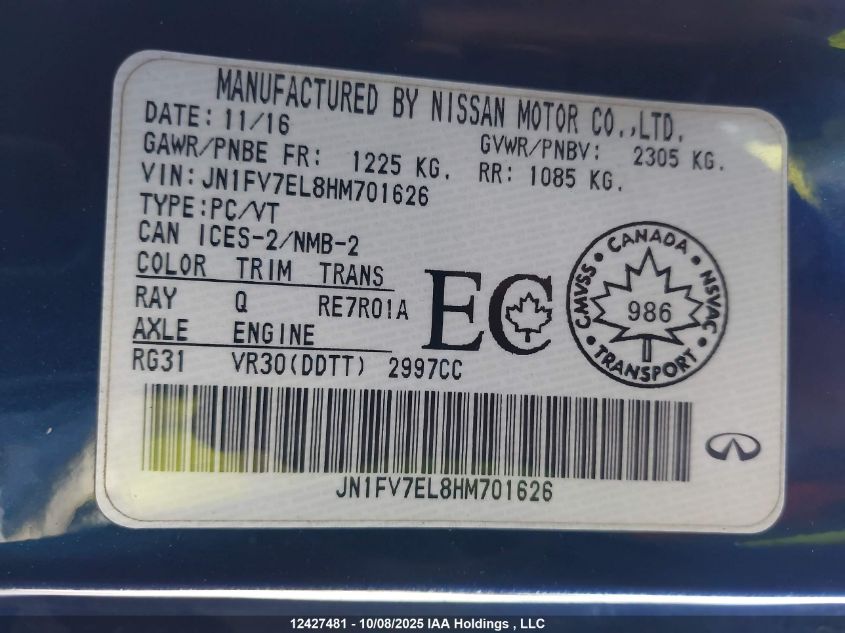 MANUFACTURED BY NISSAN MOTOR CO.,LTD.
DATE: 11/16
GAWR/PNBE FR: 1225 KG.
GVWR/PNBV: 2305 KG.
RR: 1085 KG.
VIN: JN1FV7EL8HM701626
TYPE:PC/VT
CAN ICES-2/NMB-2
COLOR TRIM TRANS
RAY Q RE7R01A
AXLE ENGINE
RG31 VR30(DDTT) 2997CC
EC
CANADA
CMVSS 986 NSVAC
TRANSPORT
JN1FV7EL8HM701626
12427481 - 10/08/2025 IAA Holdings , LLC